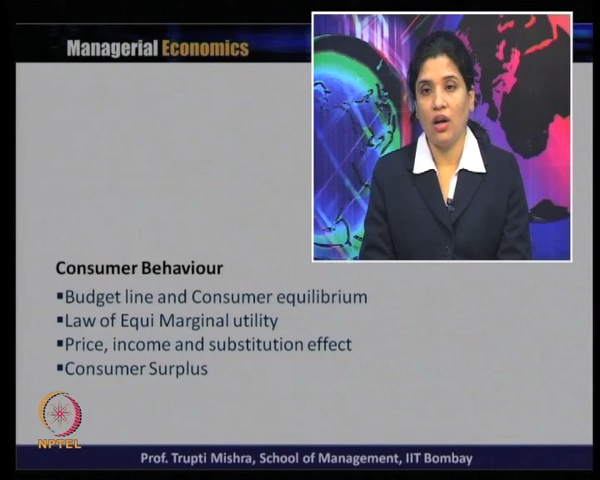 Managerial Economics
Consumer Behaviour
▪Budget line and Consumer equilibrium
▪Law of Equi Marginal utility
▪Price, income and substitution effect
▪Consumer Surplus
NPTEL
Prof. Trupti Mishra, School of Management, IIT Bombay